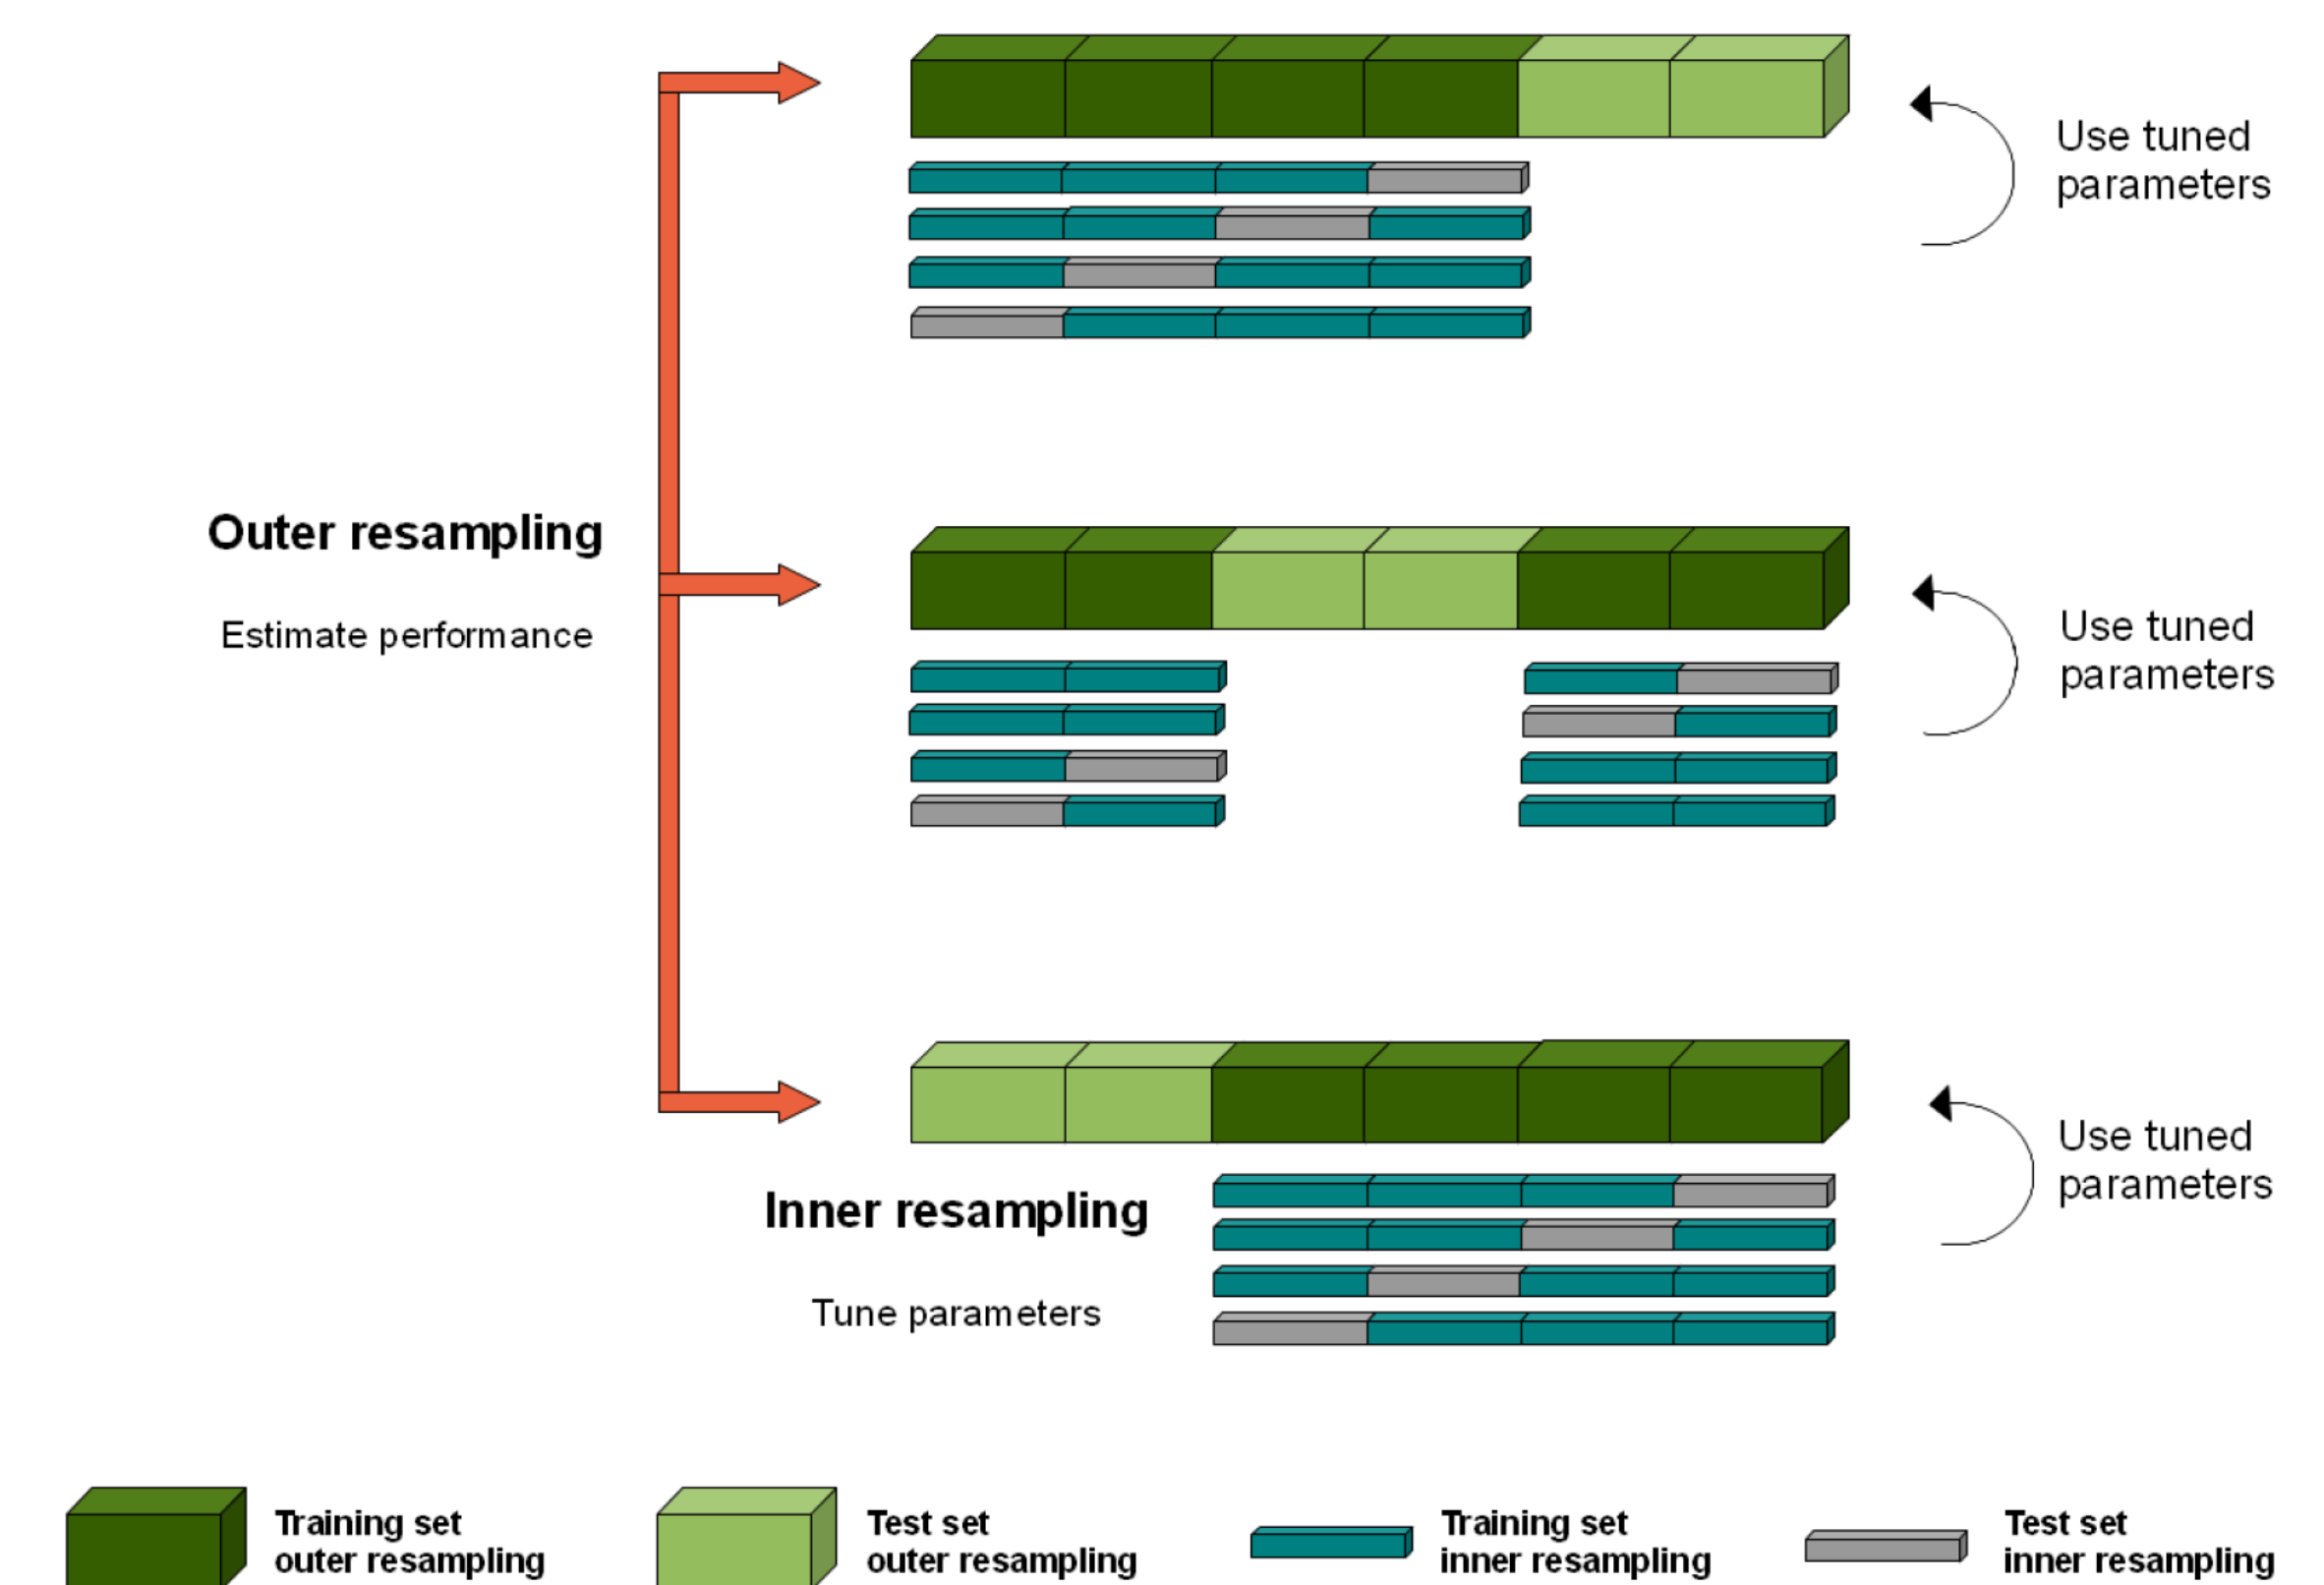 Use tuned
parameters
Outer resampling
Estimate performance
Use tuned
parameters
Inner resampling
Tune parameters
Use tuned
parameters
Training set
outer resampling
Test set
outer resampling
Training set
inner resampling
Test set
inner resampling